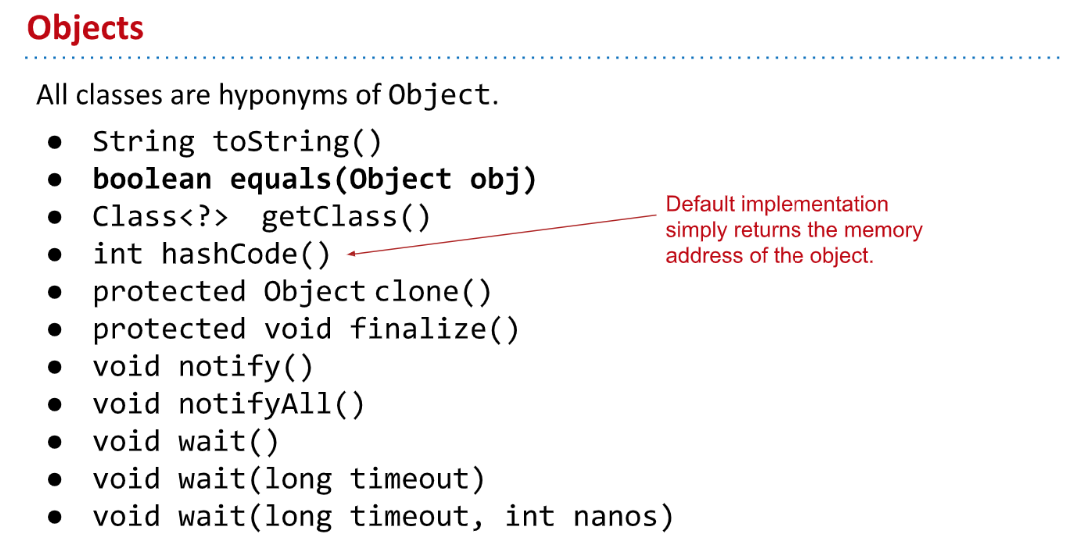 Objects
All classes are hyponyms of Object.
● String toString()
● boolean equals(Object obj)
● Class<?>  getClass()
● int hashCode()
Default implementation
simply returns the memory
address of the object.
● protected Object clone()
● protected void finalize()
● void notify()
● void notifyAll()
● void wait()
● void wait(long timeout)
● void wait(long timeout, int nanos)